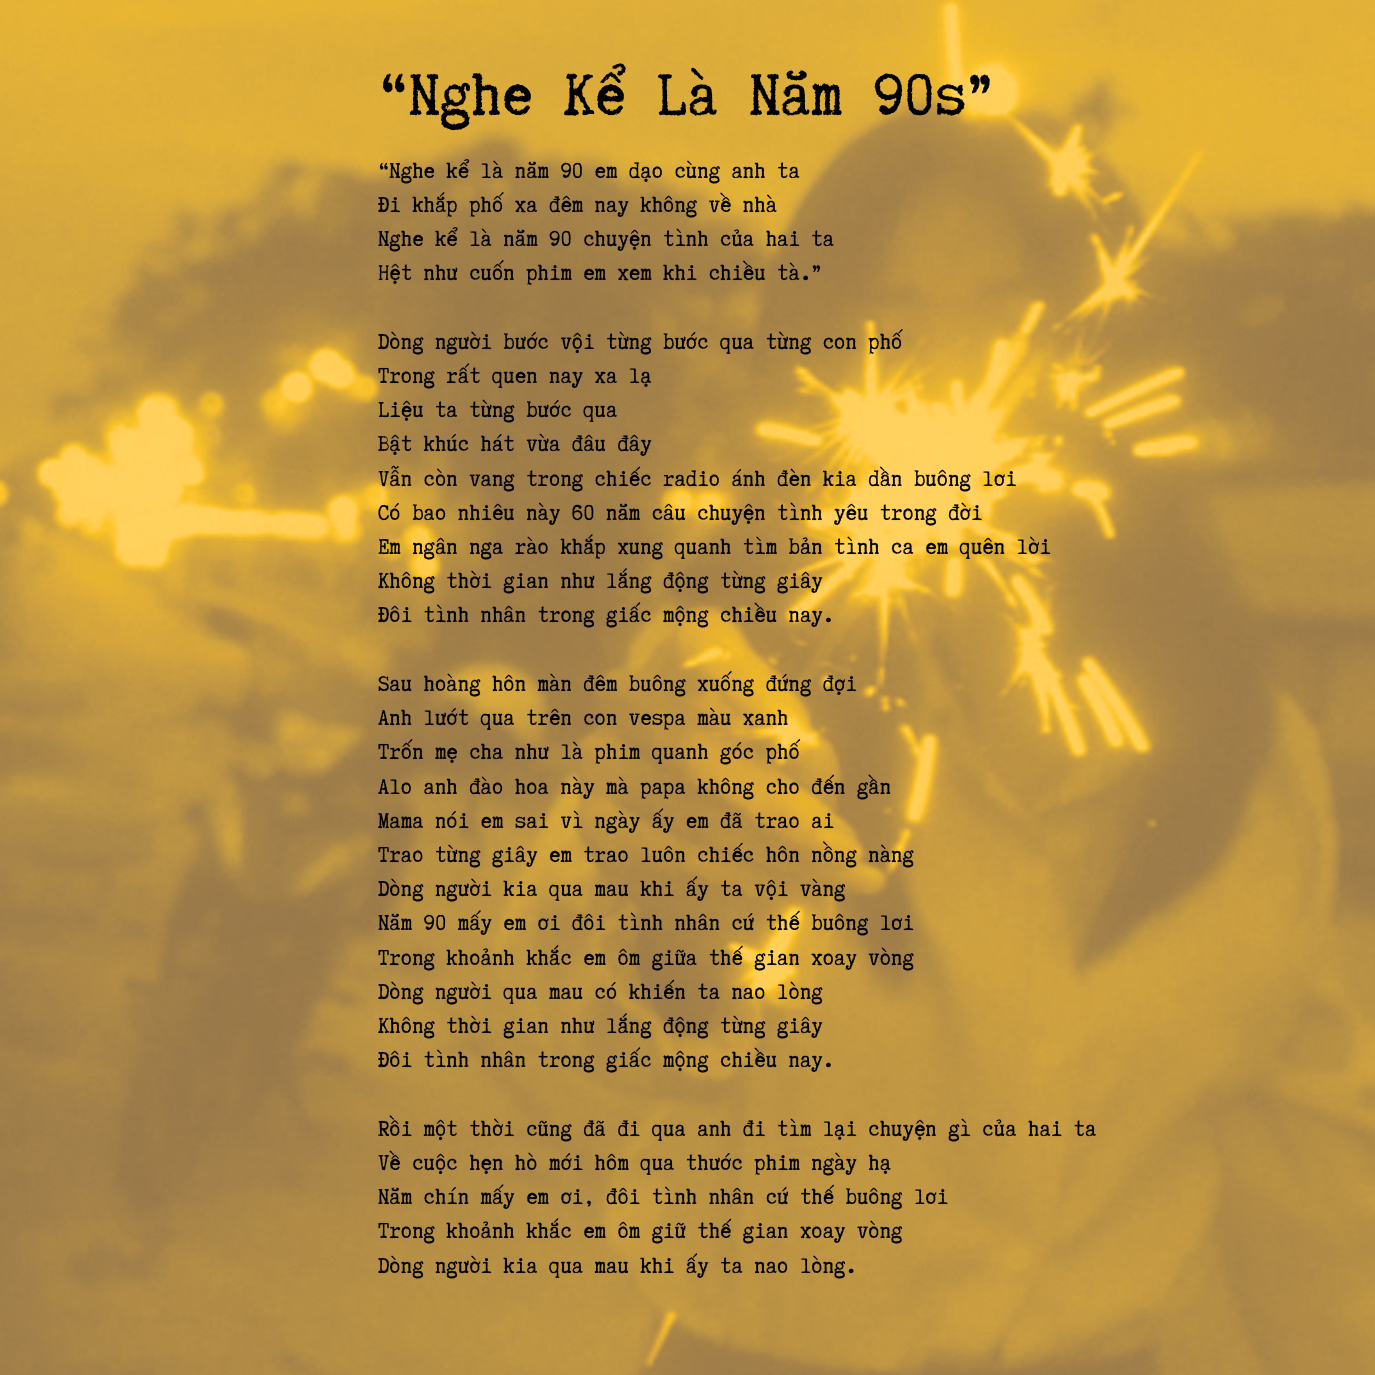 “Nghe Kể Là Năm 90s”
“Nghe kể là năm 90 em dạo cùng anh ta
Đi khắp phố xa đêm nay không về nhà
Nghe kể là năm 90 chuyện tình của hai ta
Hệt như cuốn phim em xem khi chiều tà.”
Dòng người bước vội từng bước qua từng con phố
Trong rất quen nay xa lạ
Liệu ta từng bước qua
Bật khúc hát vừa đâu đây
Vẫn còn vang trong chiếc radio ánh đèn kia dần buông lơi
Có bao nhiêu này 60 năm câu chuyện tình yêu trong đời
Em ngân nga rào khắp xung quanh tìm bản tình ca em quên lời
Không thời gian như lắng động từng giây
Đôi tình nhân trong giấc mộng chiều nay.
Sau hoàng hôn màn đêm buông xuống đứng đợi
Anh lướt qua trên con vespa màu xanh
Trốn mẹ cha như là phim quanh góc phố
Alo anh đào hoa này mà papa không cho đến gần
Mama nói em sai vì ngày ấy em đã trao ai
Trao từng giây em trao luôn chiếc hôn nồng nàng
Dòng người kia qua mau khi ấy ta vội vàng
Năm 90 mấy em ơi đôi tình nhân cứ thế buông lơi
Trong khoảnh khắc em ôm giữa thế gian xoay vòng
Dòng người qua mau có khiến ta nao lòng
Không thời gian như lắng động từng giây
Đôi tình nhân trong giấc mộng chiều nay.
Rồi một thời cũng đã đi qua anh đi tìm lại chuyện gì của hai ta
Về cuộc hẹn hò mới hôm qua thước phim ngày hạ
Năm chín mấy em ơi, đôi tình nhân cứ thế buông lơi
Trong khoảnh khắc em ôm giữ thế gian xoay vòng
Dòng người kia qua mau khi ấy ta nao lòng.